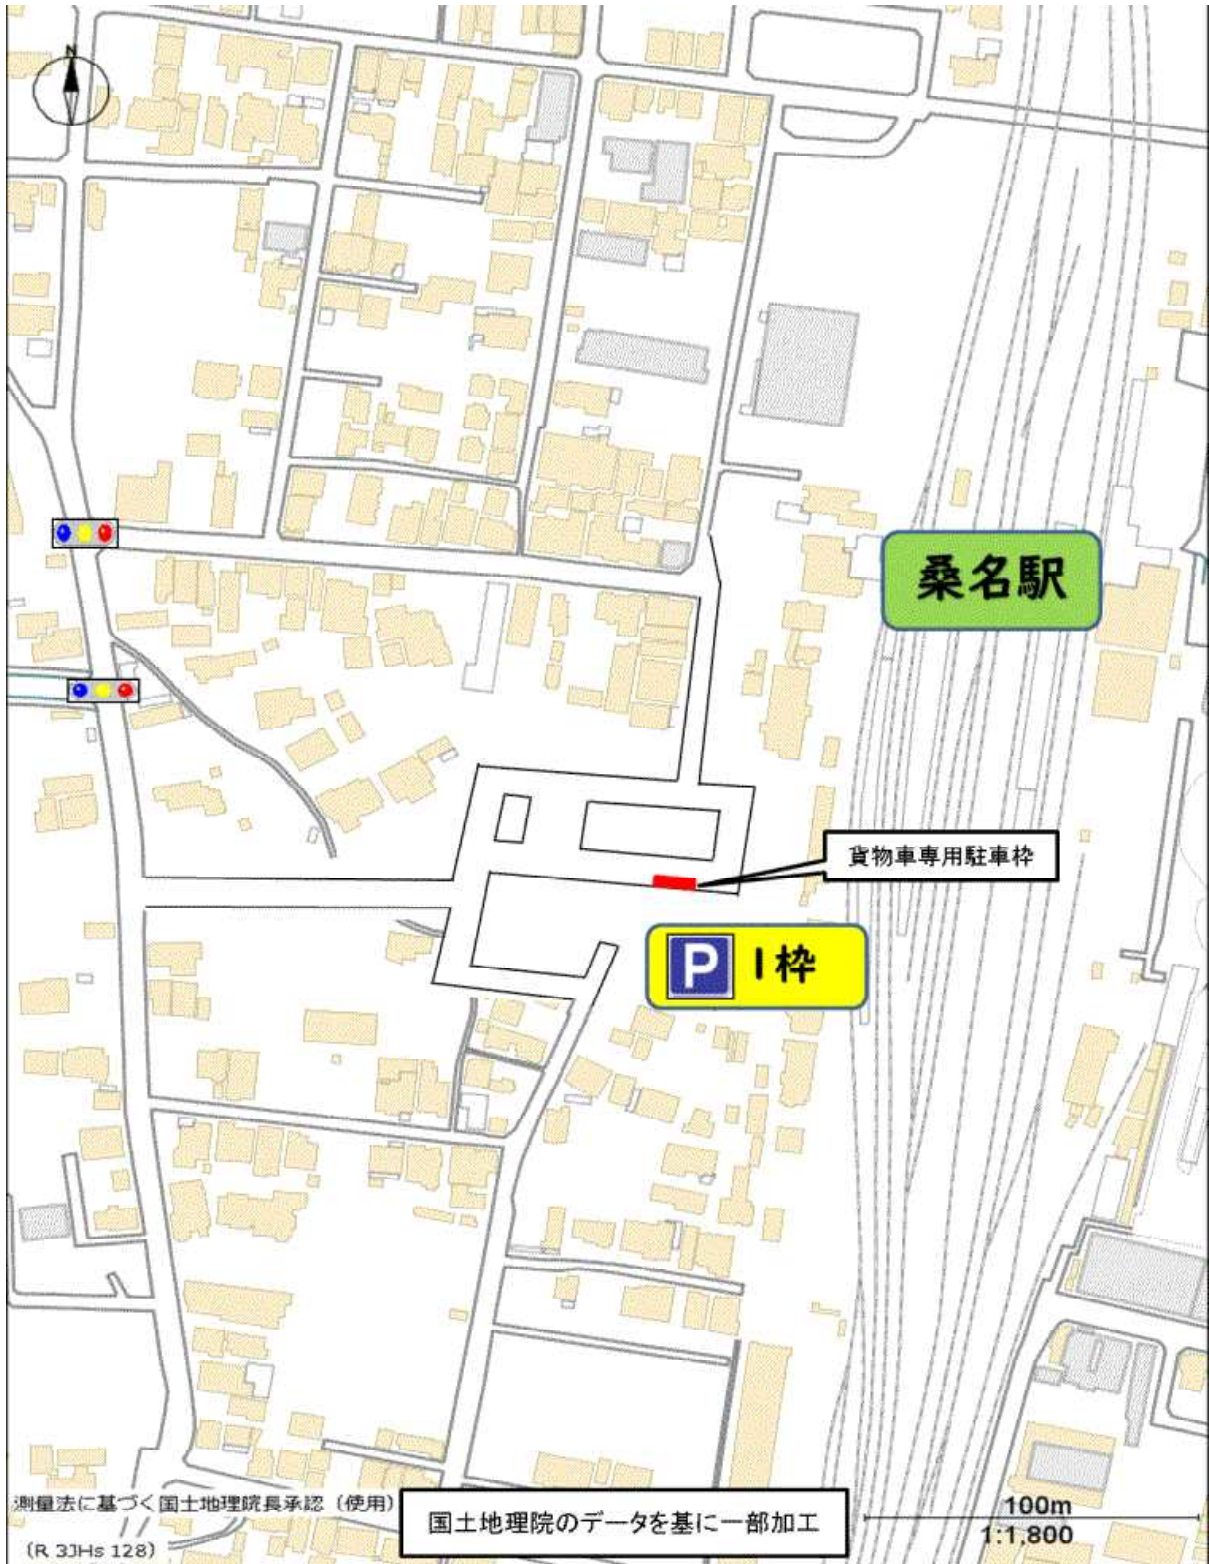 N
桑名駅
貨物車専用駐車枠
P 1枠
測量法に基づく国土地理院長承認(使用)
(R 3JHs 128)
国土地理院のデータを基に一部加工
100m
1:1,800